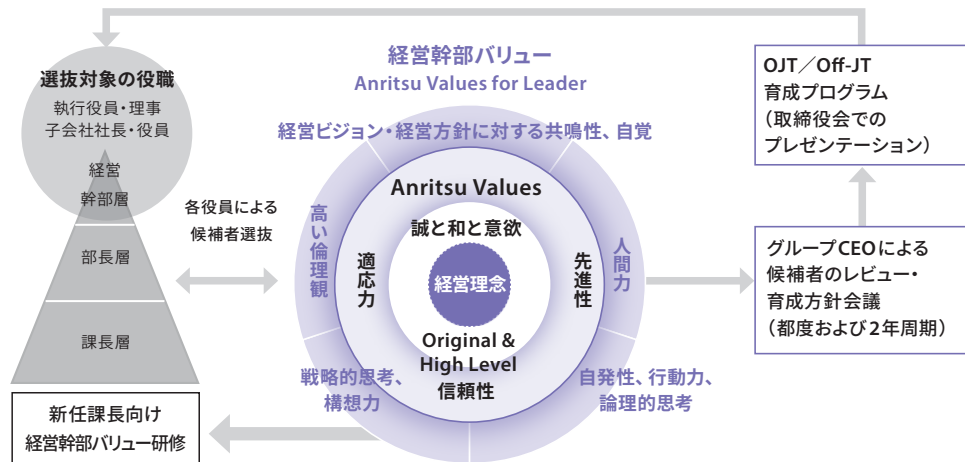 選抜対象の役職
執行役員・理事
子会社社長・役員
経営
幹部層
部長層
課長層
新任課長向け
経営幹部バリュー研修
各役員による
候補者選抜
経営幹部バリュー
Anritsu Values for Leader
経営ビジョン・経営方針に対する共鳴性、自覚
高い倫理観
人間力
戦略的思考、
構想力
自発性、行動力、
論理的思考
Anritsu Values
適応力
先進性
誠と和と意欲
経営理念
Original &
High Level
信頼性
OJT／Off-JT
育成プログラム
（取締役会での
プレゼンテーション）
グループCEOによる
候補者のレビュー・
育成方針会議
（都度および2年周期）